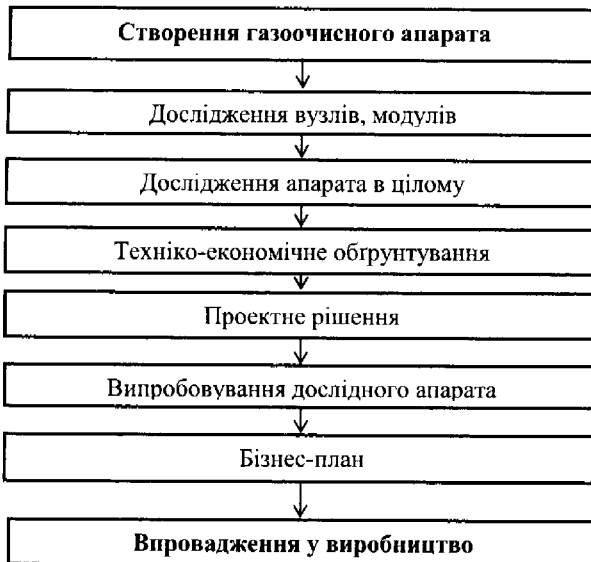 Створення газоочисного апарата
Дослідження вузлів, модулів
Дослідження апарата в цілому
Техніко-економічне обґрунтування
Проектне рішення
Випробовування дослідного апарата
Бізнес-план
Впровадження у виробництво